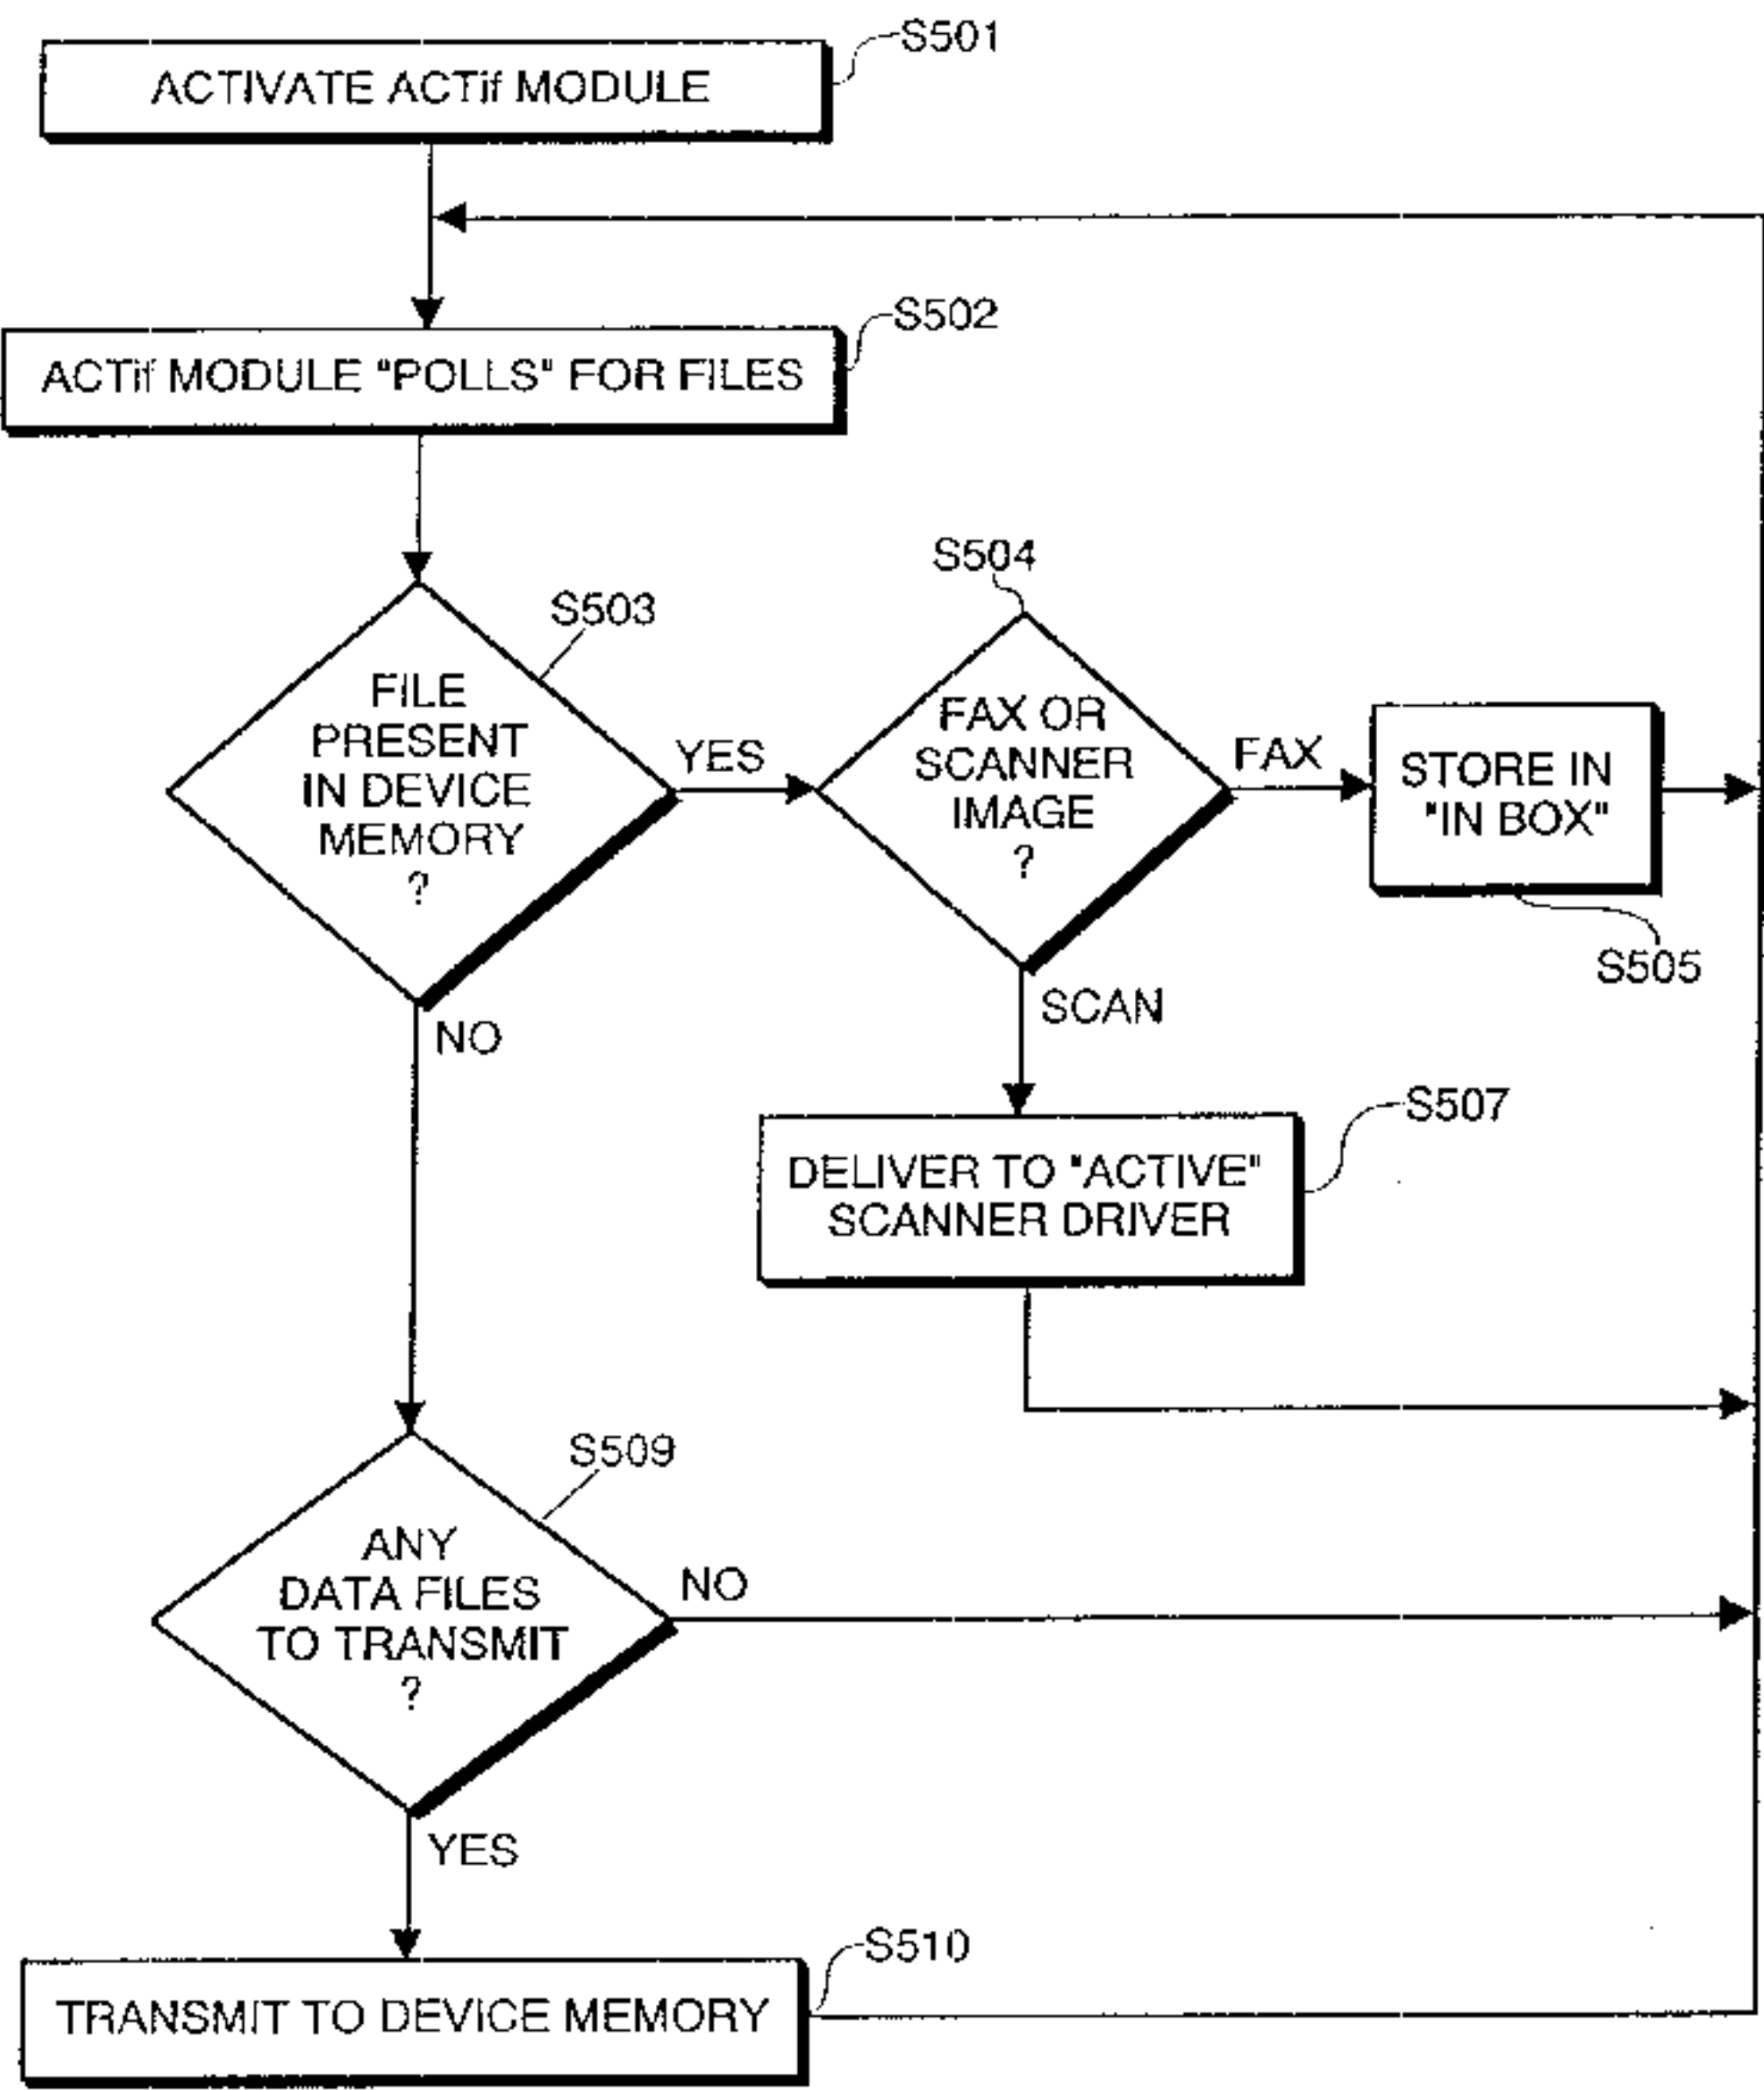 S501
ACTIVATE ACTif MODULE
S502
ACTif MODULE "POLLS" FOR FILES
S503
FILE
PRESENT
IN DEVICE
MEMORY
?
YES
NO
S504
FAX OR
SCANNER
IMAGE
?
FAX
STORE IN
"IN BOX"
S505
SCAN
S507
DELIVER TO "ACTIVE"
SCANNER DRIVER
S509
ANY
DATA FILES
TO TRANSMIT
?
NO
YES
S510
TRANSMIT TO DEVICE MEMORY